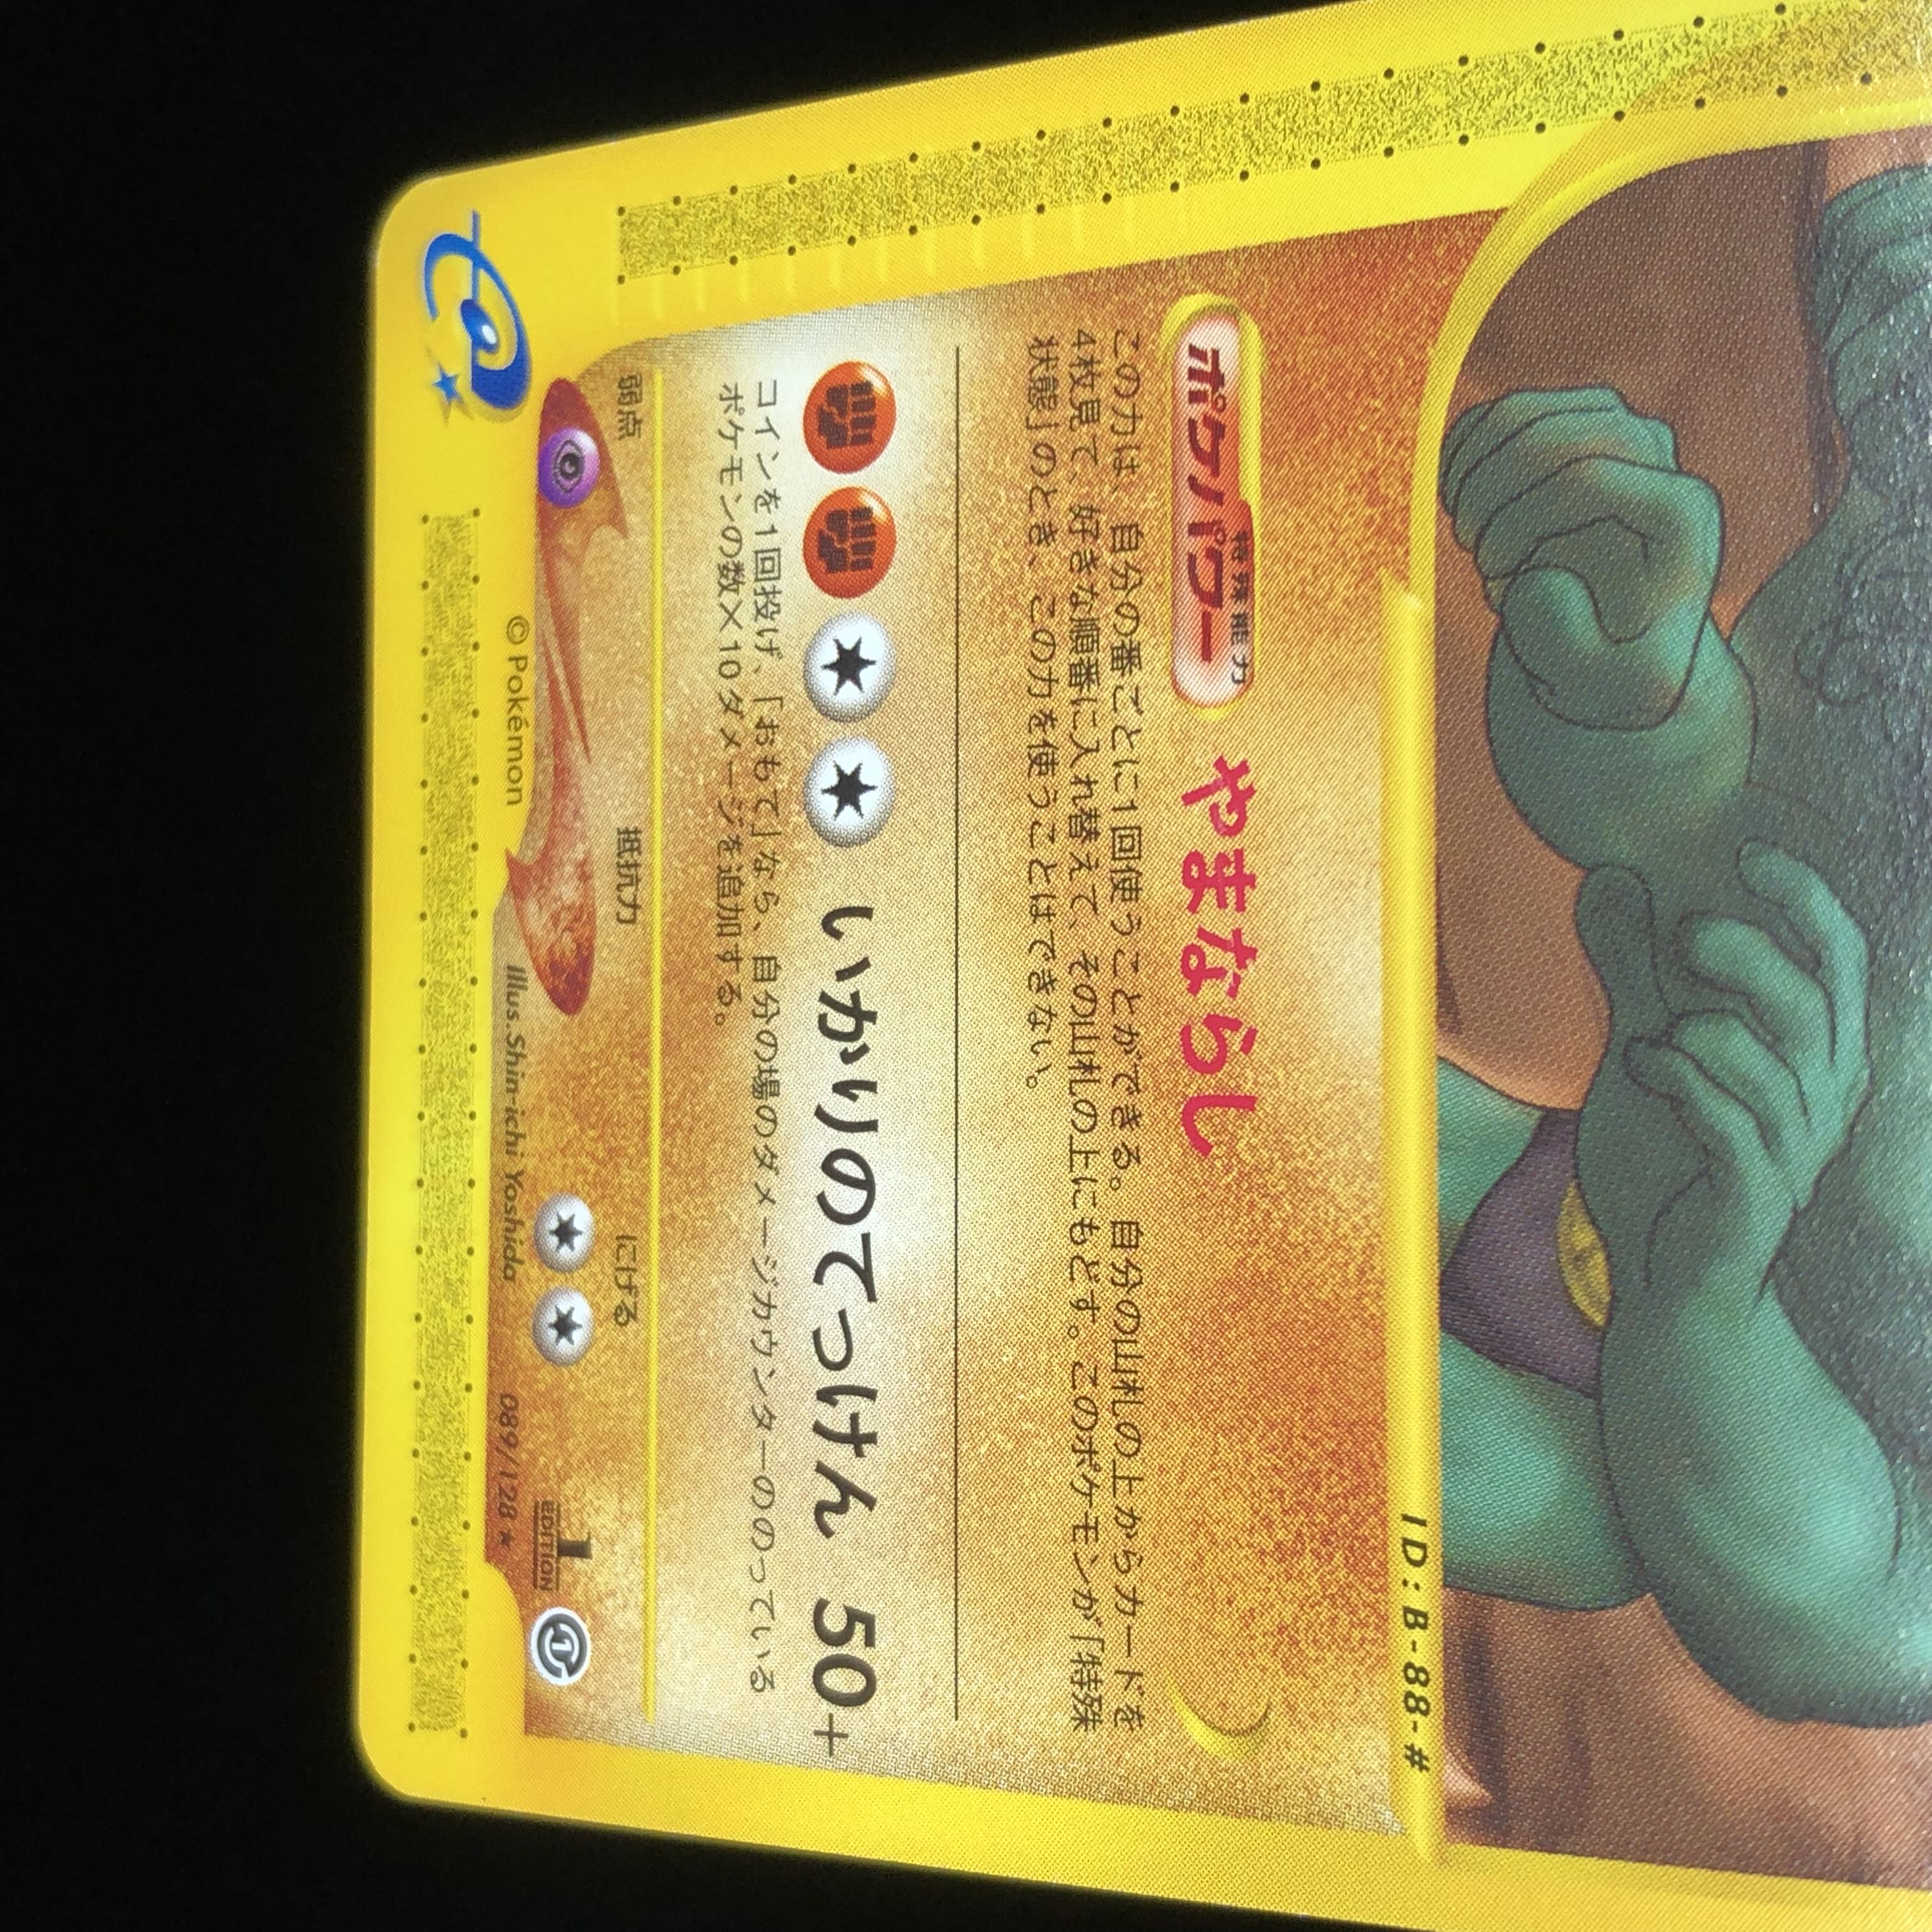 ID:B-88-#
ポケパワー 特殊能力 やまならし
この力は、自分の番ごとに1回使うことができる。自分の山札の上からカードを
4枚見て、好きな順番に入れ替えて、その山札の上にもどす。このポケモンが「特殊
状態」のとき、この力を使うことはできない。
いかりのてっけん 50+
コインを1回投げ、「おもて」なら、自分の場のダメージカウンターののっている
ポケモンの数×10ダメージを追加する。
弱点 抵抗力 にげる
1 EDITION
© Pokémon Illus.Shin-ichi Yoshida 089/128 ★